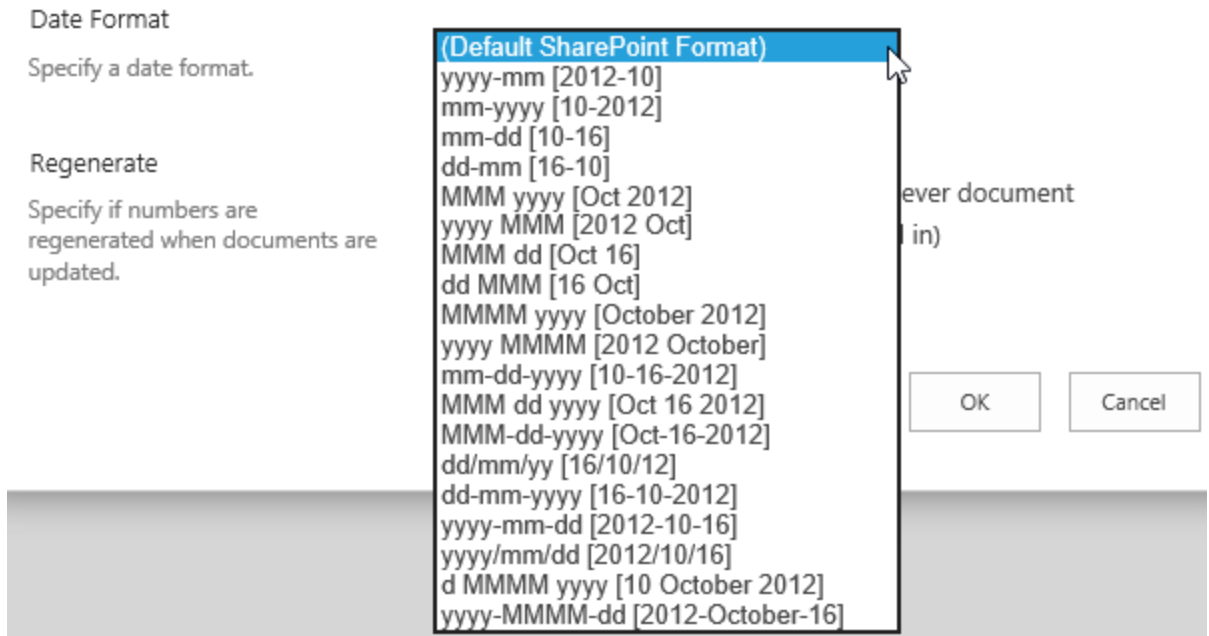 Date Format
Specify a date format.
(Default SharePoint Format)
yyyy-mm [2012-10]
mm-yyyy [10-2012]
mm-dd [10-16]
dd-mm [16-10]
MMM yyyy [Oct 2012]
yyyy MMM [2012 Oct]
MMM dd [Oct 16]
dd MMM [16 Oct]
MMMM yyyy [October 2012]
yyyy MMMM [2012 October]
mm-dd-yyyy [10-16-2012]
MMM dd yyyy [Oct 16 2012]
MMM-dd-yyyy [Oct-16-2012]
dd/mm/yy [16/10/12]
dd-mm-yyyy [16-10-2012]
yyyy-mm-dd [2012-10-16]
yyyy/mm/dd [2012/10/16]
d MMMM yyyy [10 October 2012]
yyyy-MMMM-dd [2012-October-16]
Regenerate
Specify if numbers are
regenerated when documents are
updated.
ever document
in)
OK
Cancel